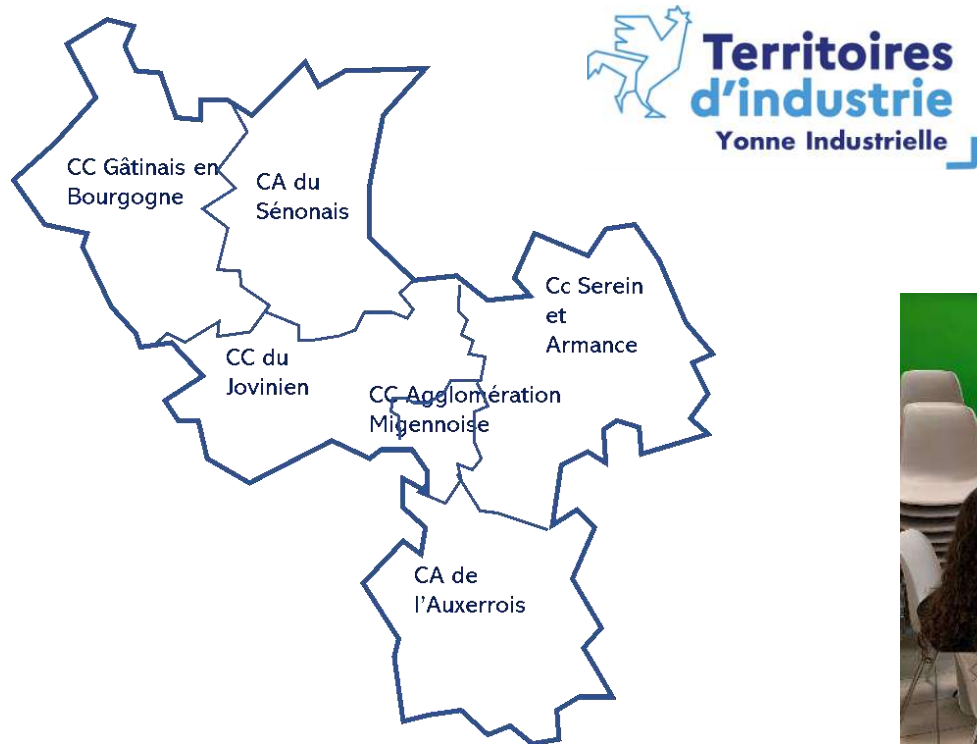 Territoires
d'industrie
Yonne Industrielle
CC Gâtinais en
Bourgogne
CA du
Sénonais
Cc Serein
et
Armance
CC du
Jovinien
CC Agglomération
Migennoise
CA de
l'Auxerrois